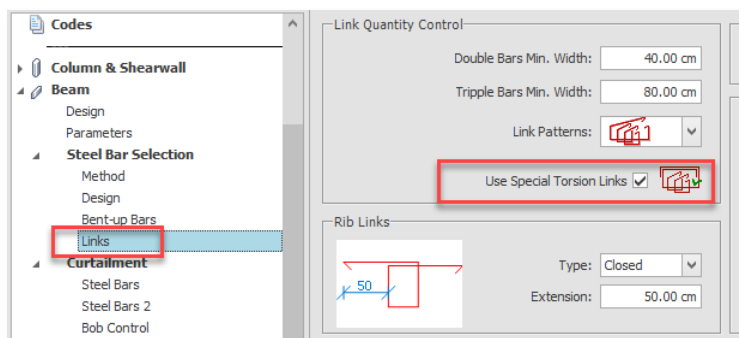 Codes
Column & Shearwall
Beam
Design
Parameters
Steel Bar Selection
Method
Design
Bent-up Bars
Links
Curtailment
Steel Bars
Steel Bars 2
Bob Control
Link Quantity Control
Double Bars Min. Width: 40.00 cm
Tripple Bars Min. Width: 80.00 cm
Link Patterns:
Use Special Torsion Links
Rib Links
50
Type: Closed
Extension: 50.00 cm